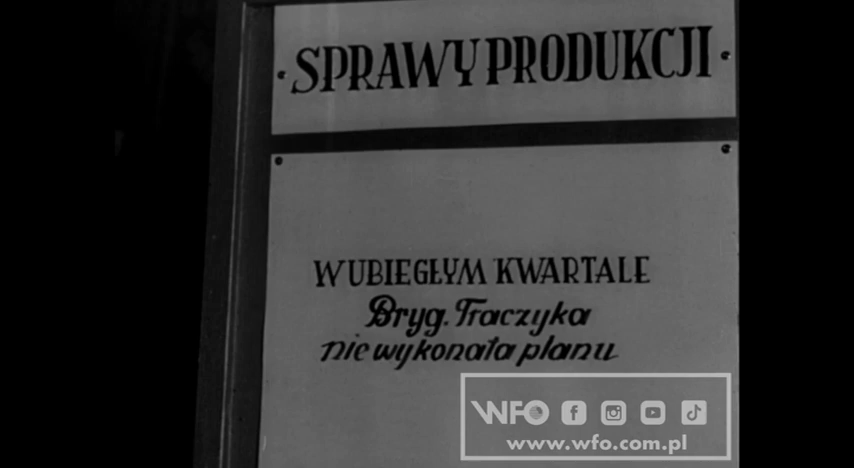 SPRAWY PRODUKCJI
W UBIEGŁYM KWARTALE
Bryg. Traczyka
nie wykonała planu
WFO
www.wfo.com.pl